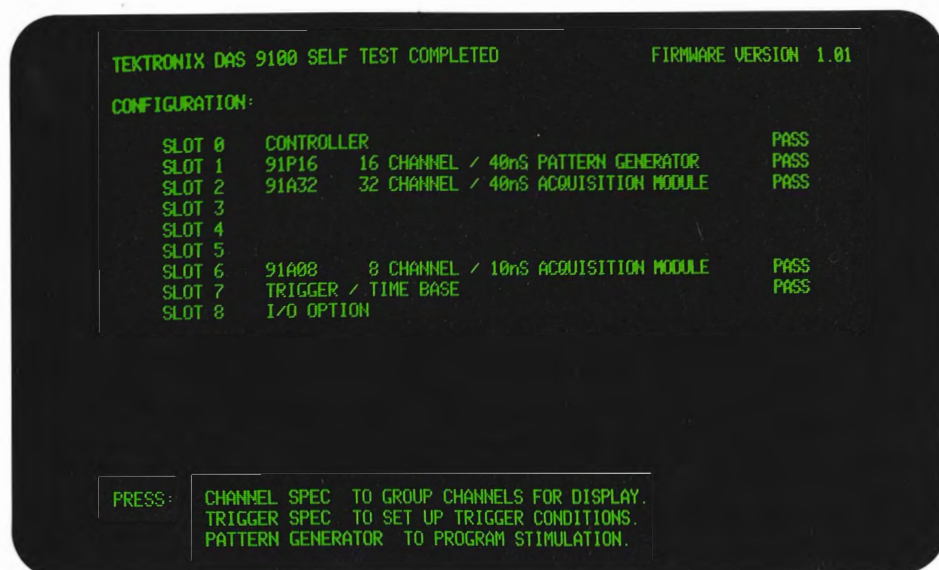 TEKTRONIX DAS 9100 SELF TEST COMPLETED FIRMWARE VERSION 1.01
CONFIGURATION:
SLOT 0 CONTROLLER PASS
SLOT 1 91P16 16 CHANNEL / 40nS PATTERN GENERATOR PASS
SLOT 2 91A32 32 CHANNEL / 40nS ACQUISITION MODULE PASS
SLOT 3
SLOT 4
SLOT 5
SLOT 6 91A08 8 CHANNEL / 10nS ACQUISITION MODULE PASS
SLOT 7 TRIGGER / TIME BASE PASS
SLOT 8 I/O OPTION
PRESS: CHANNEL SPEC TO GROUP CHANNELS FOR DISPLAY.
TRIGGER SPEC TO SET UP TRIGGER CONDITIONS.
PATTERN GENERATOR TO PROGRAM STIMULATION.